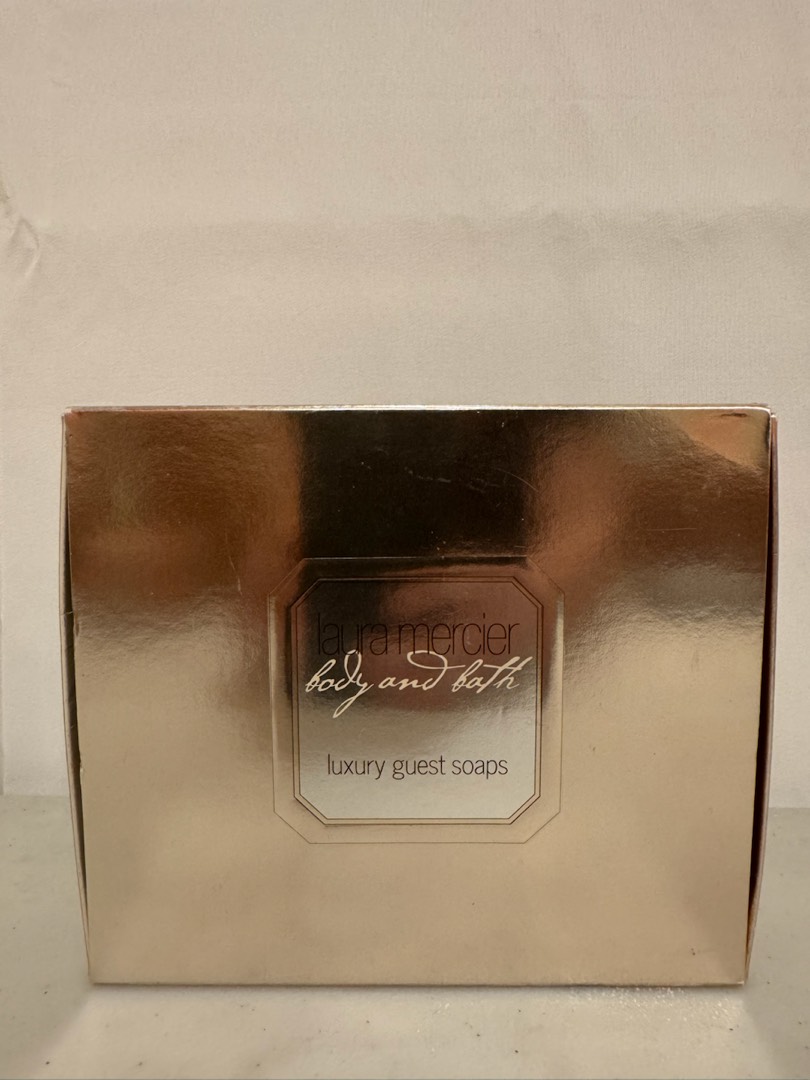 laura mercier
body and bath
luxury guest soaps